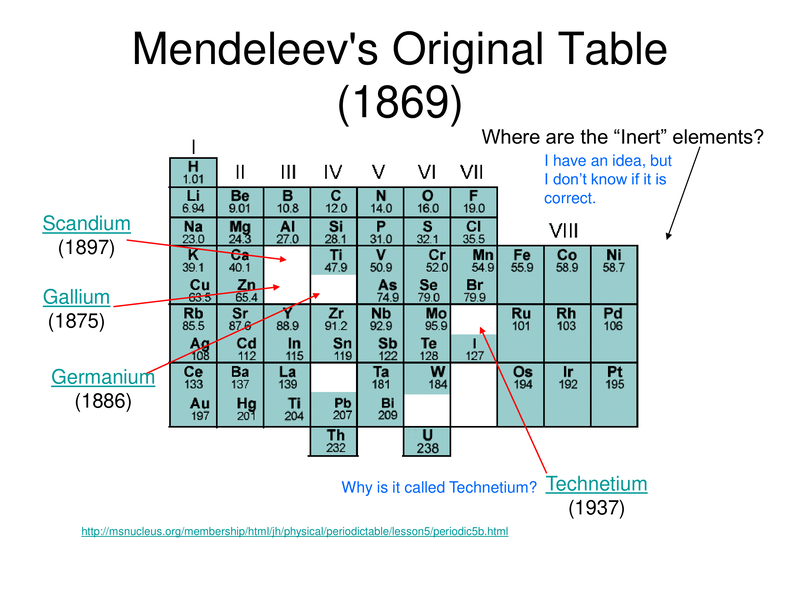 Mendeleev's Original Table
(1869)
Where are the “Inert” elements?
I have an idea, but
I don’t know if it is
correct.
I
II III IV V VI VII
VIII
H
1.01
Li Be B C N O F
6.94 9.01 10.8 12.0 14.0 16.0 19.0
Na Mg Al Si P S Cl
23.0 24.3 27.0 28.1 31.0 32.1 35.5
K Ca Ti V Cr Mn Fe Co Ni
39.1 40.1 47.9 50.9 52.0 54.9 55.9 58.9 58.7
Cu Zn As Se Br
63.5 65.4 74.9 79.0 79.9
Rb Sr Y Zr Nb Mo Ru Rh Pd
85.5 87.6 88.9 91.2 92.9 95.9 101 103 106
Ag Cd In Sn Sb Te I
108 112 115 119 122 128 127
Ce Ba La Ta W Os Ir Pt
133 137 139 181 184 194 192 195
Au Hg Ti Pb Bi
197 201 204 207 209
Th U
232 238
Scandium
(1897)
Gallium
(1875)
Germanium
(1886)
Why is it called Technetium?
Technetium
(1937)
http://msnucleus.org/membership/html/jh/physical/periodictable/lesson5/periodic5b.html